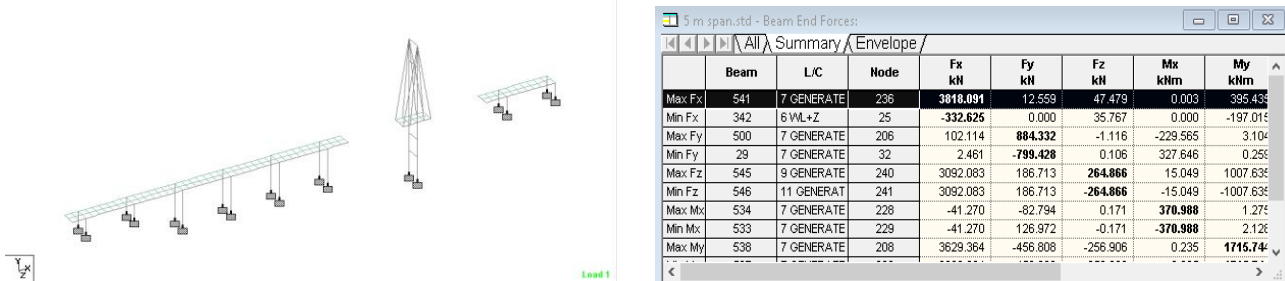 Y
X
Z
Load 1
5 m span.std - Beam End Forces:
All Summary Envelope
Beam L/C Node Fx kN Fy kN Fz kN Mx kNm My kNm
Max Fx 541 7 GENERATE 236 3818.091 12.559 47.479 0.003 395.435
Min Fx 342 6 WL+Z 25 -332.625 0.000 35.767 0.000 -197.015
Max Fy 500 7 GENERATE 206 102.114 884.332 -1.116 -229.565 3.104
Min Fy 29 7 GENERATE 32 2.461 -799.428 0.106 327.646 0.259
Max Fz 545 9 GENERATE 240 3092.083 186.713 264.866 15.049 1007.635
Min Fz 546 11 GENERAT 241 3092.083 186.713 -264.866 -15.049 -1007.635
Max Mx 534 7 GENERATE 228 -41.270 -82.794 0.171 370.988 1.275
Min Mx 533 7 GENERATE 229 -41.270 126.972 -0.171 -370.988 2.128
Max My 538 7 GENERATE 208 3629.364 -456.808 -256.906 0.235 1715.744